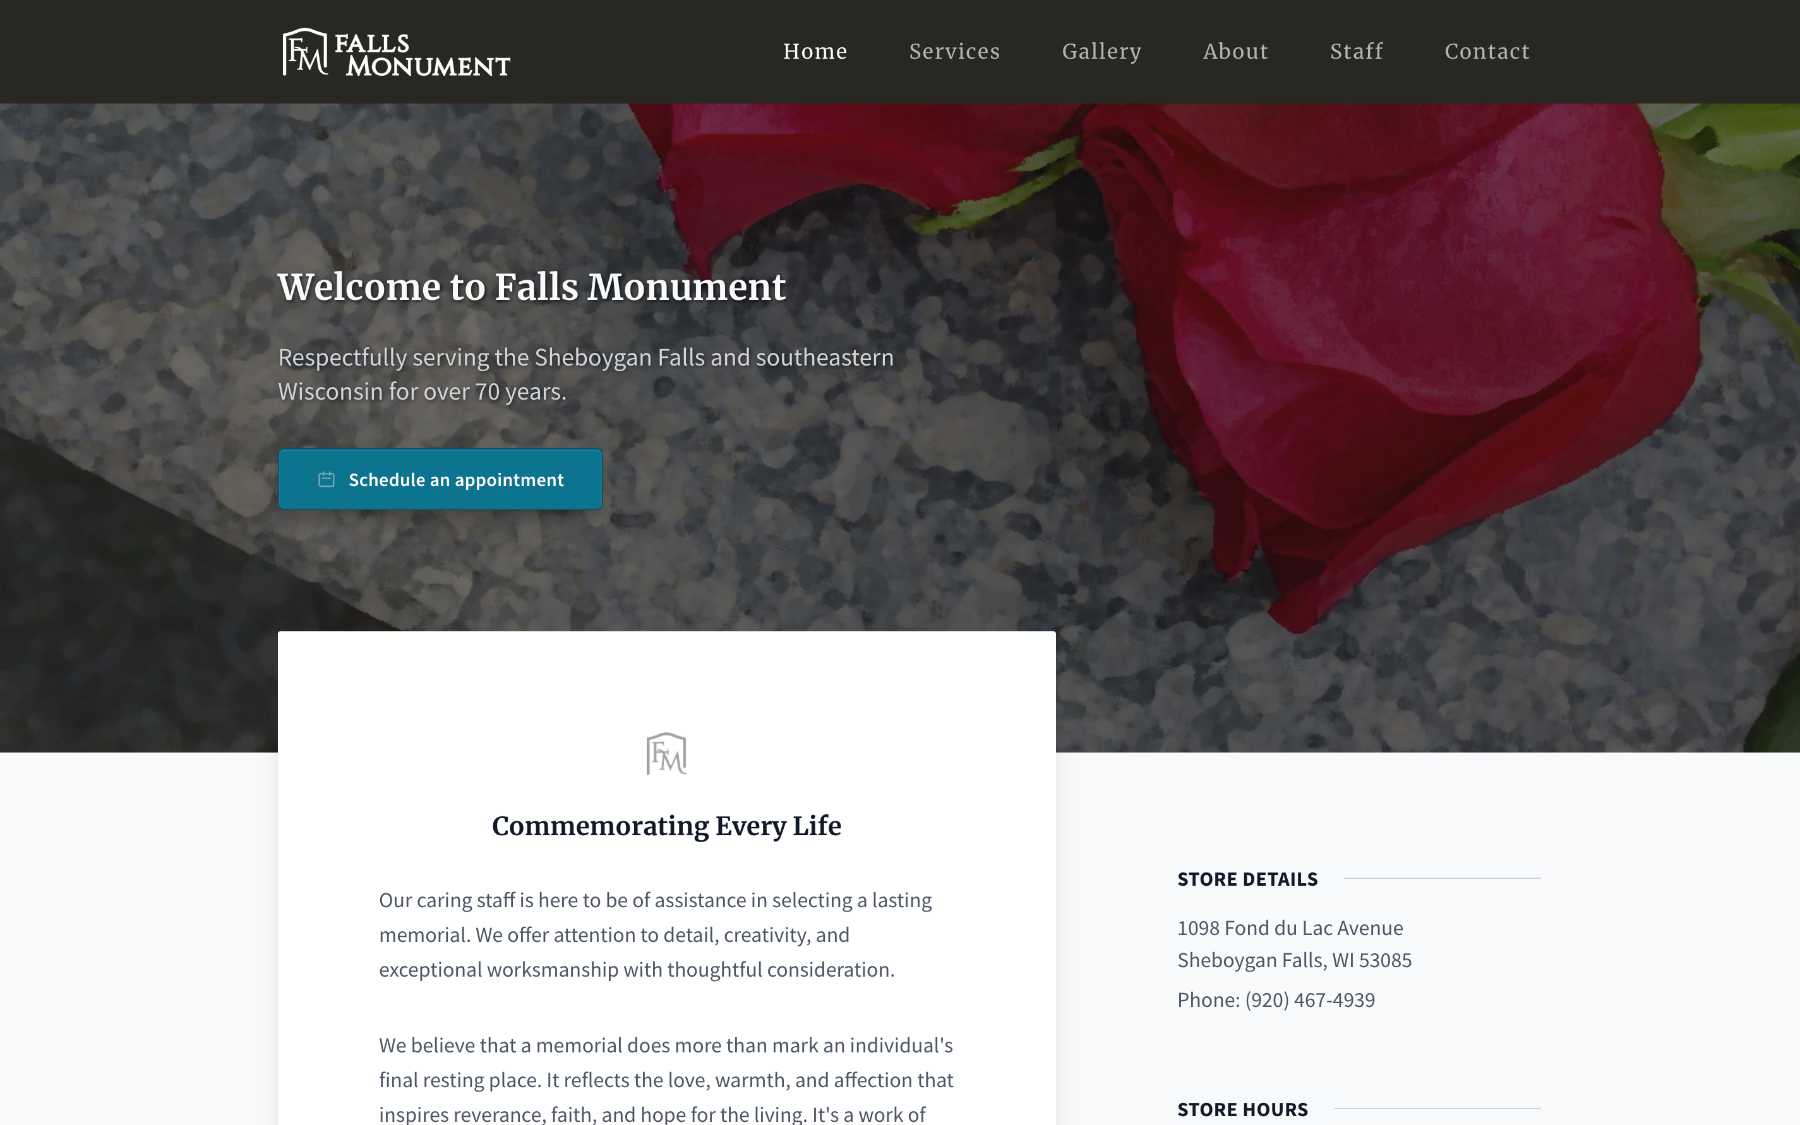 FM FALLS MONUMENT
Home Services Gallery About Staff Contact
Welcome to Falls Monument
Respectfully serving the Sheboygan Falls and southeastern
Wisconsin for over 70 years.
Schedule an appointment
FM
Commemorating Every Life
Our caring staff is here to be of assistance in selecting a lasting
memorial. We offer attention to detail, creativity, and
exceptional worksmanship with thoughtful consideration.
We believe that a memorial does more than mark an individual's
final resting place. It reflects the love, warmth, and affection that
inspires reverance, faith, and hope for the living. It's a work of
STORE DETAILS
1098 Fond du Lac Avenue
Sheboygan Falls, WI 53085
Phone: (920) 467-4939
STORE HOURS